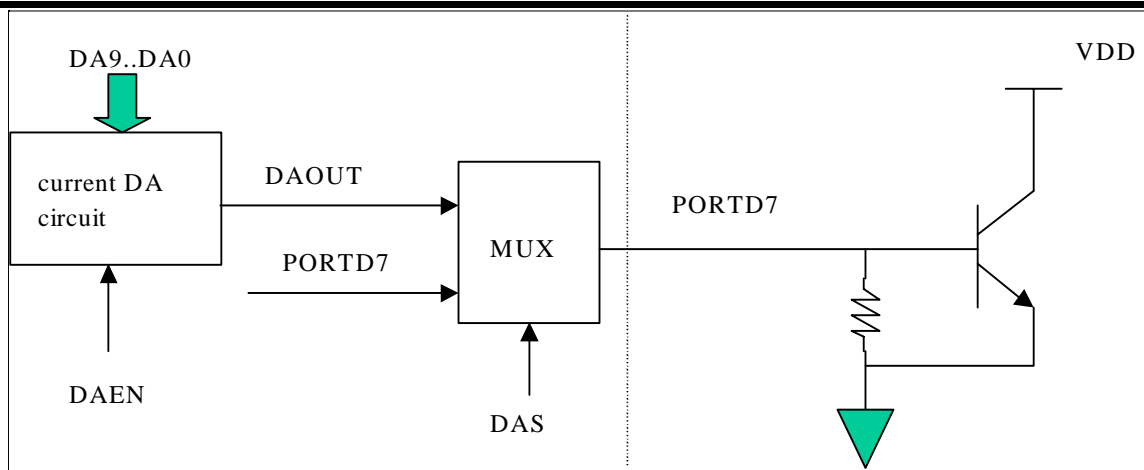 DA9..DA0
VDD
current DA
circuit
DAOUT
PORTD7
MUX
PORTD7
DAEN
DAS